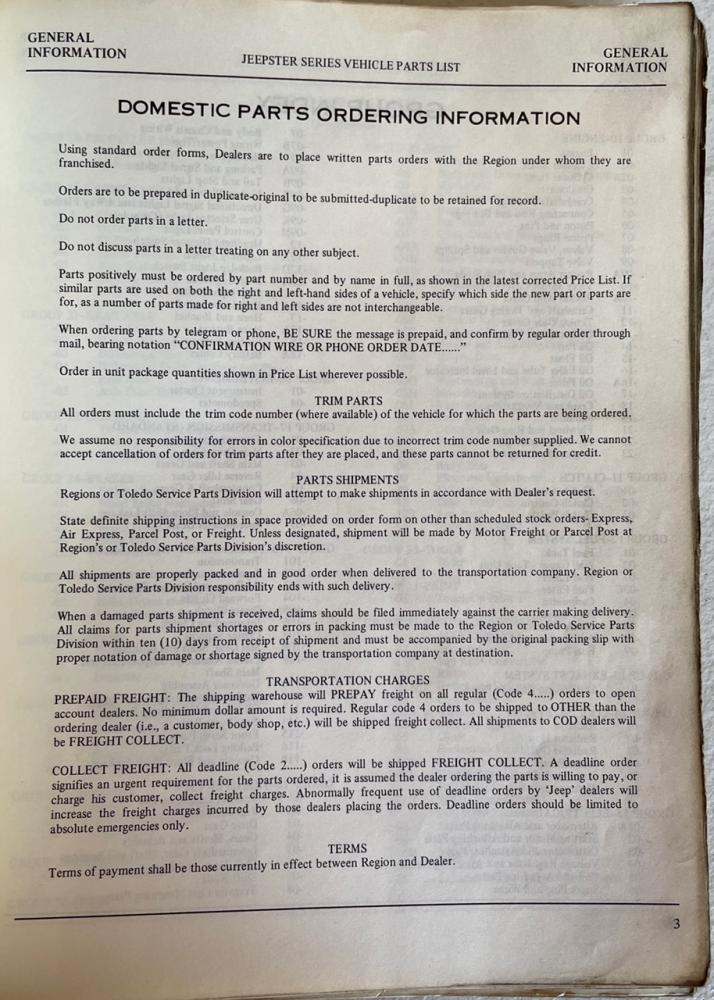 GENERAL
INFORMATION
JEEPSTER SERIES VEHICLE PARTS LIST
GENERAL
INFORMATION
DOMESTIC PARTS ORDERING INFORMATION
Using standard order forms, Dealers are to place written parts orders with the Region under whom they are
franchised.
Orders are to be prepared in duplicate-original to be submitted-duplicate to be retained for record.
Do not order parts in a letter.
Do not discuss parts in a letter treating on any other subject.
Parts positively must be ordered by part number and by name in full, as shown in the latest corrected Price List. If
similar parts are used on both the right and left-hand sides of a vehicle, specify which side the new part or parts are
for, as a number of parts made for right and left sides are not interchangeable.
When ordering parts by telegram or phone, BE SURE the message is prepaid, and confirm by regular order through
mail, bearing notation “CONFIRMATION WIRE OR PHONE ORDER DATE......”
Order in unit package quantities shown in Price List wherever possible.
TRIM PARTS
All orders must include the trim code number (where available) of the vehicle for which the parts are being ordered.
We assume no responsibility for errors in color specification due to incorrect trim code number supplied. We cannot
accept cancellation of orders for trim parts after they are placed, and these parts cannot be returned for credit.
PARTS SHIPMENTS
Regions or Toledo Service Parts Division will attempt to make shipments in accordance with Dealer's request.
State definite shipping instructions in space provided on order form on other than scheduled stock orders- Express,
Air Express, Parcel Post, or Freight. Unless designated, shipment will be made by Motor Freight or Parcel Post at
Region's or Toledo Service Parts Division's discretion.
All shipments are properly packed and in good order when delivered to the transportation company. Region or
Toledo Service Parts Division responsibility ends with such delivery.
When a damaged parts shipment is received, claims should be filed immediately against the carrier making delivery.
All claims for parts shipment shortages or errors in packing must be made to the Region or Toledo Service Parts
Division within ten (10) days from receipt of shipment and must be accompanied by the original packing slip with
proper notation of damage or shortage signed by the transportation company at destination.
TRANSPORTATION CHARGES
PREPAID FREIGHT: The shipping warehouse will PREPAY freight on all regular (Code 4.....) orders to open
account dealers. No minimum dollar amount is required. Regular code 4 orders to be shipped to OTHER than the
ordering dealer (i.e., a customer, body shop, etc.) will be shipped freight collect. All shipments to COD dealers will
be FREIGHT COLLECT.
COLLECT FREIGHT: All deadline (Code 2.....) orders will be shipped FREIGHT COLLECT. A deadline order
signifies an urgent requirement for the parts ordered, it is assumed the dealer ordering the parts is willing to pay, or
charge his customer, collect freight charges. Abnormally frequent use of deadline orders by ‘Jeep’ dealers will
increase the freight charges incurred by those dealers placing the orders. Deadline orders should be limited to
absolute emergencies only.
TERMS
Terms of payment shall be those currently in effect between Region and Dealer.
3